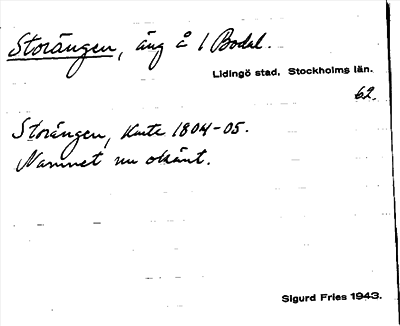 Storängen, äng å 1 Bodal.
Lidingö stad. Stockholms län.
62.
Storängen, Karta 1804-05.
Namnet nu okänt.
Sigurd Fries 1943.